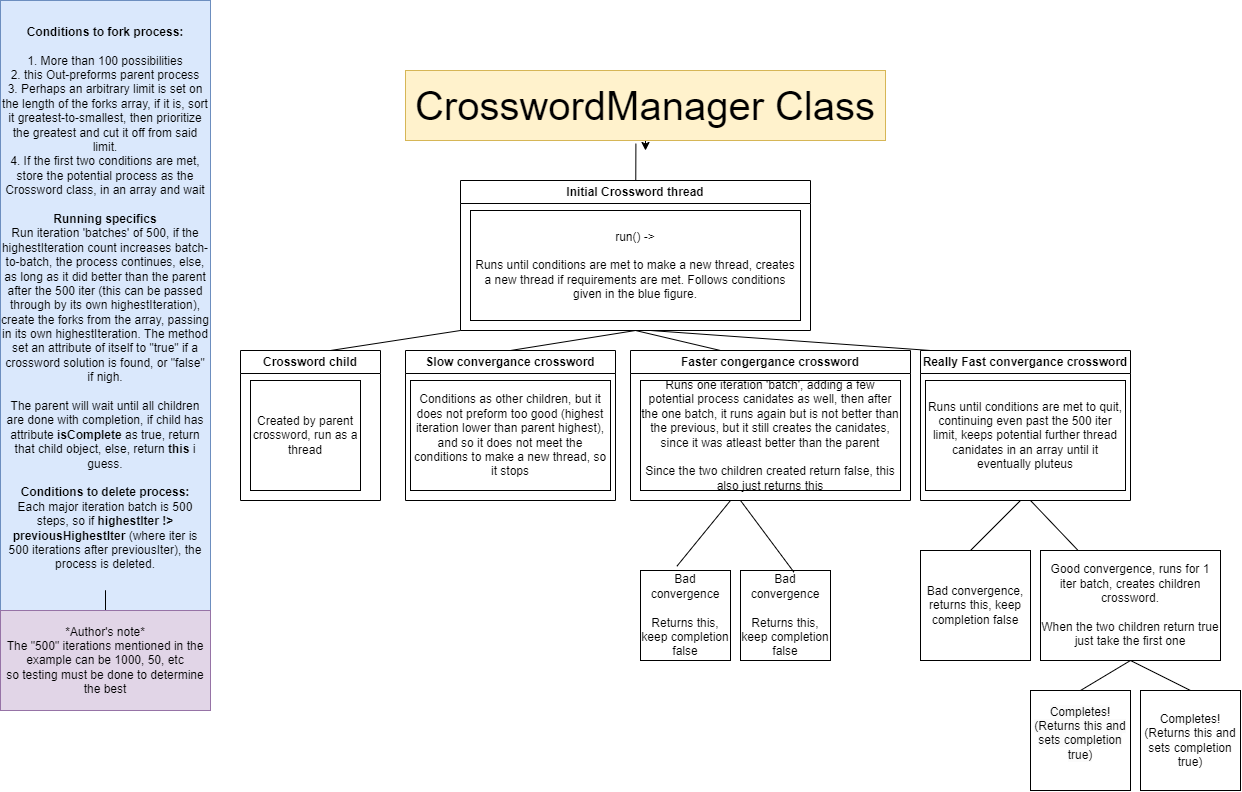 Conditions to fork process:
1. More than 100 possibilities
2. this Out-preforms parent process
3. Perhaps an arbitrary limit is set on
the length of the forks array, if it is, sort
it greatest-to-smallest, then prioritize
the greatest and cut it off from said
limit.
4. If the first two conditions are met,
store the potential process as the
Crossword class, in an array and wait
Running specifics
Run iteration 'batches' of 500, if the
highestIteration count increases batch-
to-batch, the process continues, else,
as long as it did better than the parent
after the 500 iter (this can be passed
through by its own highestIteration),
create the forks from the array, passing
in its own highestIteration. The method
set an attribute of itself to "true" if a
crossword solution is found, or "false"
if nigh.
The parent will wait until all children
are done with completion, if child has
attribute isComplete as true, return
that child object, else, return this i
guess.
Conditions to delete process:
Each major iteration batch is 500
steps, so if highestIter !>
previousHighestIter (where iter is
500 iterations after previousIter), the
process is deleted.
*Author's note*
The "500" iterations mentioned in the
example can be 1000, 50, etc
so testing must be done to determine
the best
CrosswordManager Class
Initial Crossword thread
run() ->
Runs until conditions are met to make a new thread, creates
a new thread if requirements are met. Follows conditions
given in the blue figure.
Crossword child
Created by parent
crossword, run as a
thread
Slow convergance crossword
Conditions as other children, but it
does not preform too good (highest
iteration lower than parent highest),
and so it does not meet the
conditions to make a new thread, so
it stops
Faster congergance crossword
Runs one iteration 'batch', adding a few
potential process canidates as well, then after
the one batch, it runs again but is not better than
the previous, but it still creates the canidates,
since it was atleast better than the parent
Since the two children created return false, this
also just returns this
Really Fast convergance crossword
Runs until conditions are met to quit,
continuing even past the 500 iter
limit, keeps potential further thread
canidates in an array until it
eventually pluteus
Bad
convergence
Returns this,
keep completion
false
Bad
convergence
Returns this,
keep completion
false
Bad convergence,
returns this, keep
completion false
Good convergence, runs for 1
iter batch, creates children
crossword.
When the two children return true
just take the first one
Completes!
(Returns this and
sets completion
true)
Completes!
(Returns this and
sets completion
true)